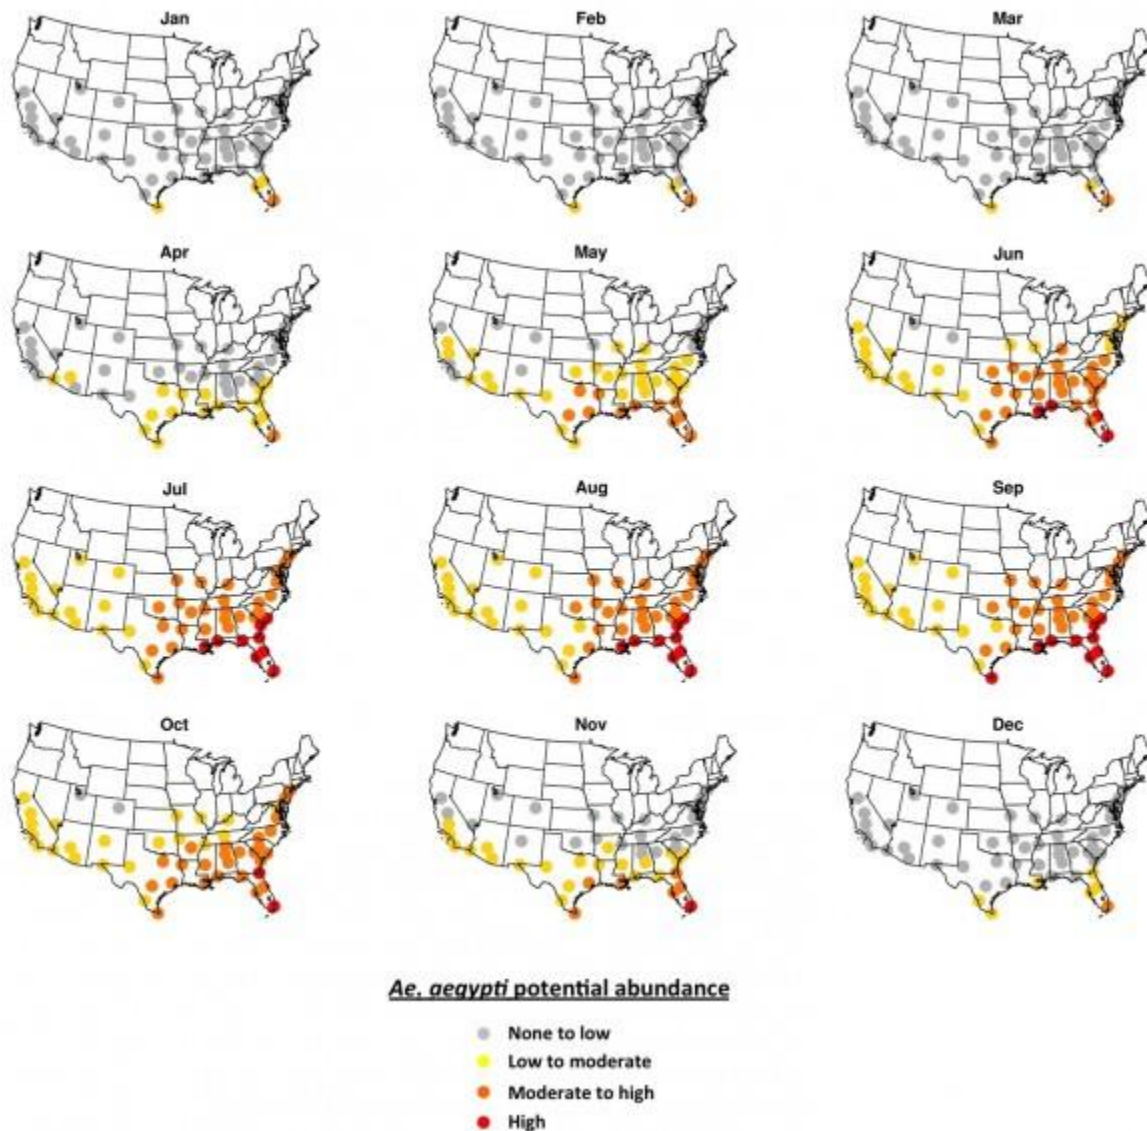 Jan
Feb
Mar
Apr
May
Jun
Jul
Aug
Sep
Oct
Nov
Dec
Ae. aegypti potential abundance
None to low
Low to moderate
Moderate to high
High